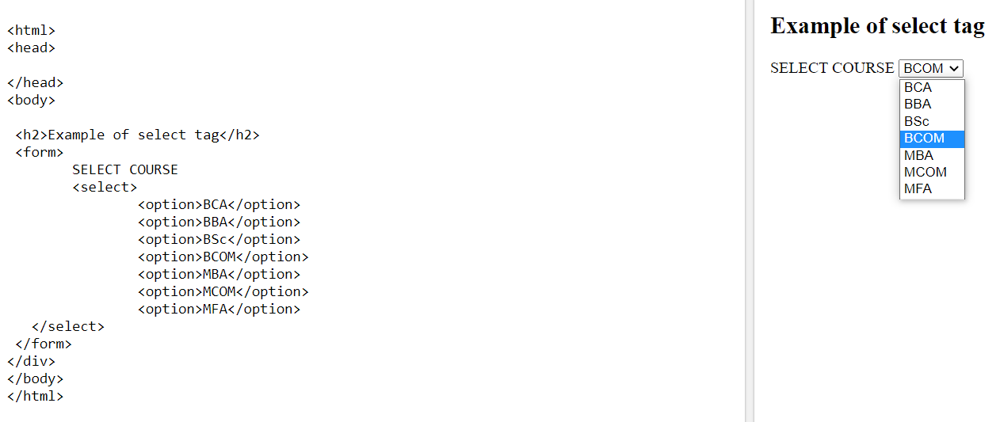 <html>
<head>
</head>
<body>
<h2>Example of select tag</h2>
<form>
SELECT COURSE
<select>
<option>BCA</option>
<option>BBA</option>
<option>BSc</option>
<option>BCOM</option>
<option>MBA</option>
<option>MCOM</option>
<option>MFA</option>
</select>
</form>
</div>
</body>
</html>
Example of select tag
SELECT COURSE BCOM
BCA
BBA
BSc
BCOM
MBA
MCOM
MFA